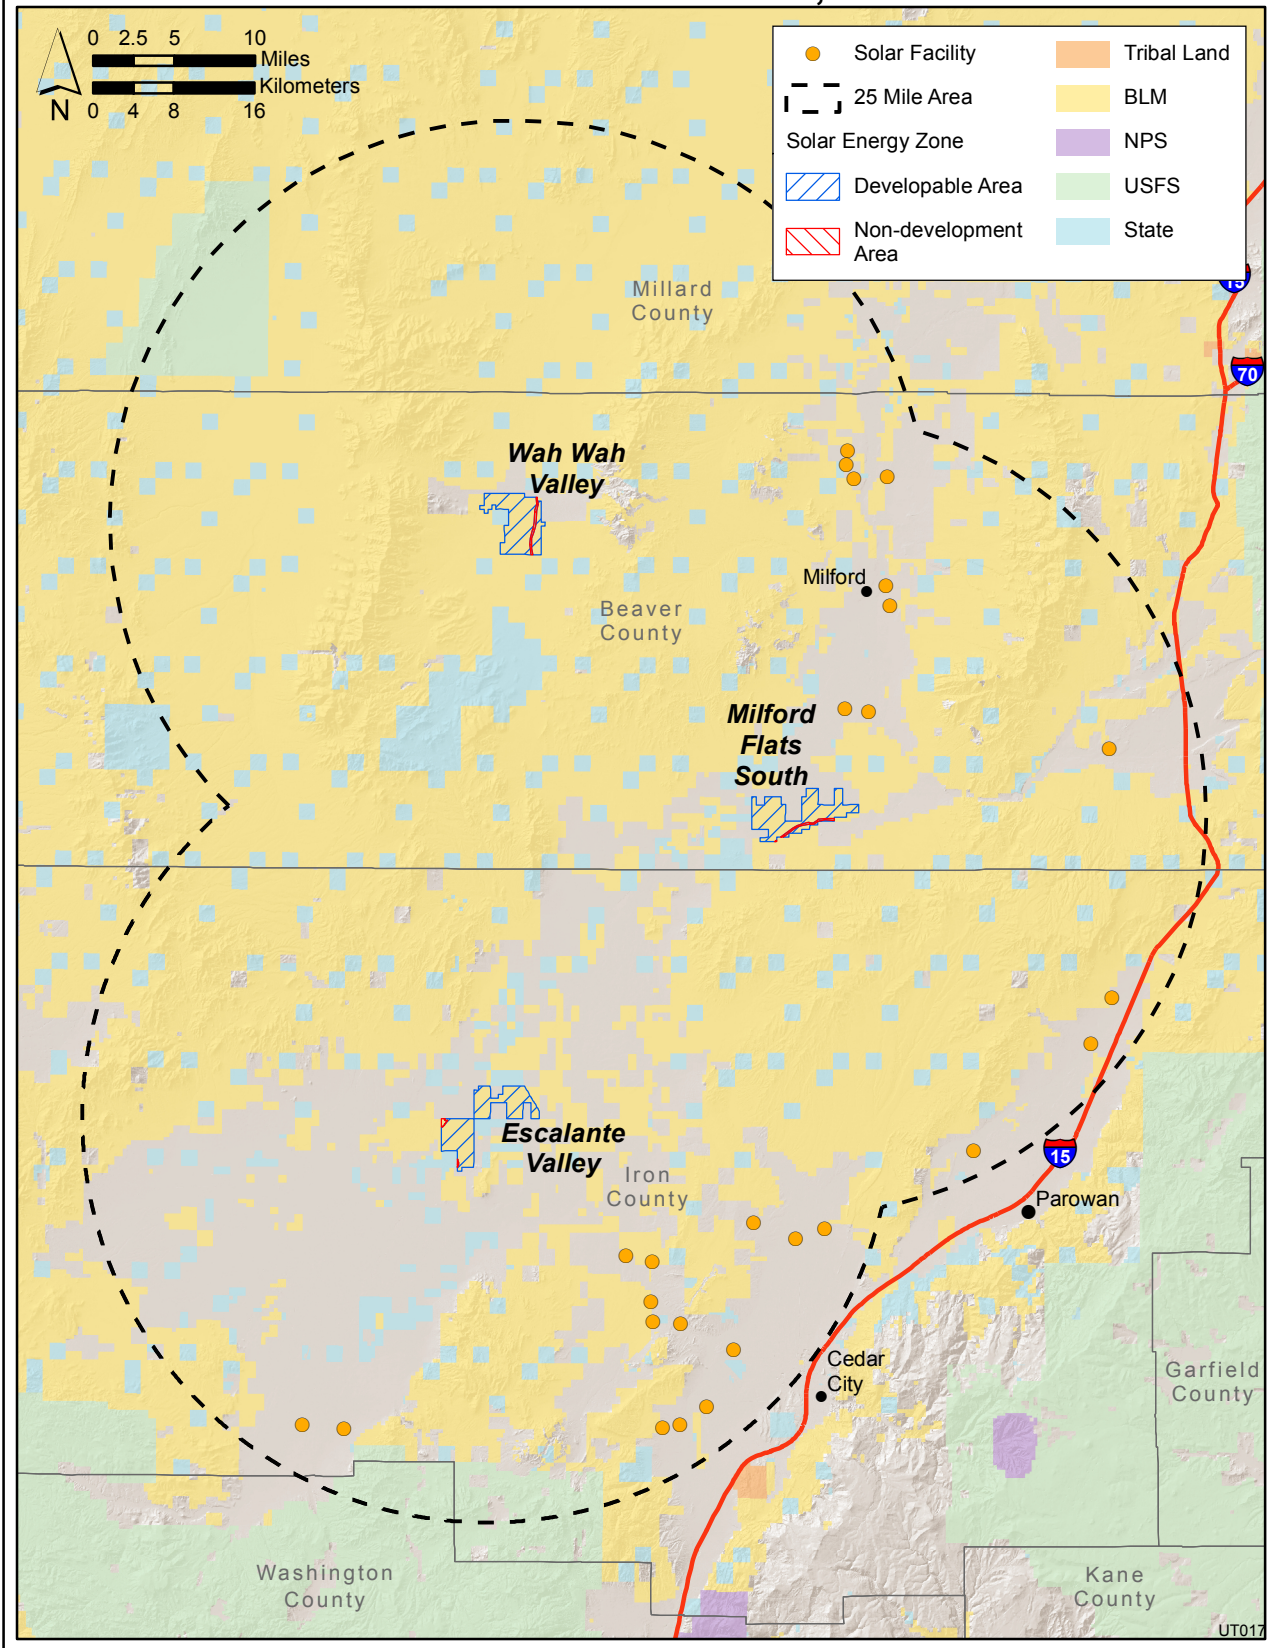 0 2.5 5 10
Miles
Kilometers
0 4 8 16
N
Solar Facility
25 Mile Area
Solar Energy Zone
Developable Area
Non-development
Area
Tribal Land
BLM
NPS
USFS
State
15
70
Millard
County
Wah Wah
Valley
Milford
Beaver
County
Milford
Flats
South
Escalante
Valley
Iron
County
15
Parowan
Cedar
City
Garfield
County
Washington
County
Kane
County
UT017